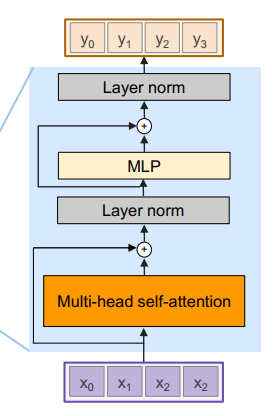 y0 y1 y2 y3
Layer norm
+
MLP
Layer norm
+
Multi-head self-attention
x0 x1 x2 x2